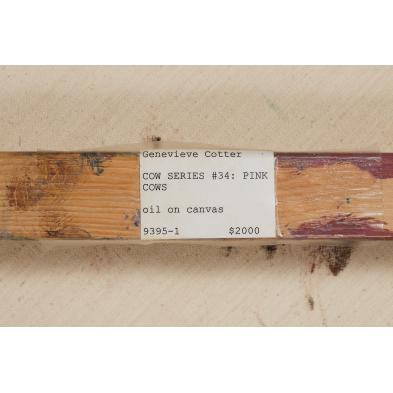 Genevieve Cotter
COW SERIES #34: PINK
COWS
oil on canvas
9395-1 $2000